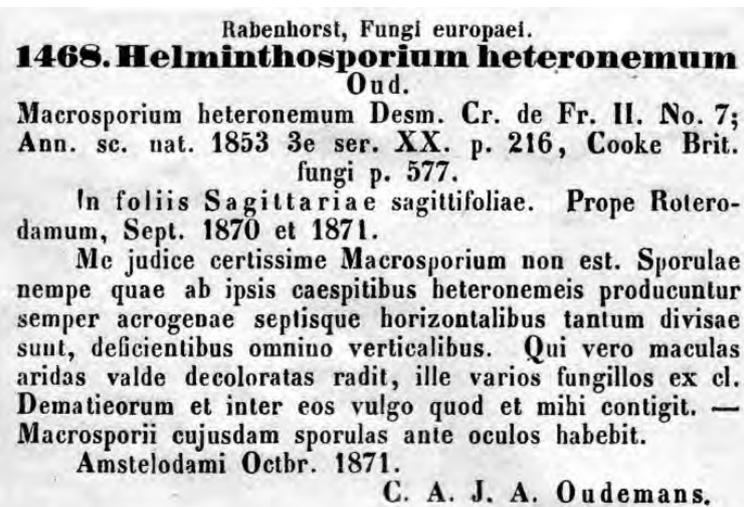 Rabenhorst, Fungi europaei.
1468. Helminthosporium heteronemum
Oud.
Macrosporium heteronemum Desm. Cr. de Fr. II. No. 7;
Ann. sc. nat. 1853 3e ser. XX. p. 216, Cooke Brit.
fungi p. 577.
In foliis Sagittariae sagittifoliae. Prope Rotero-
damum, Sept. 1870 et 1871.
Me judice certissime Macrosporium non est. Sporulae
nempe quae ab ipsis caespitibus heteronemeis producuntur
semper acrogenae septisque horizontalibus tantum divisae
sunt, deficientibus omnino verticalibus. Qui vero maculas
aridas valde decoloratas radit, ille varios fungillos ex cl.
Dematieorum et inter eos vulgo quod et mihi contigit. —
Macrosporii cujusdam sporulas ante oculos habebit.
Amstelodami Octbr. 1871.
C. A. J. A. Oudemans.